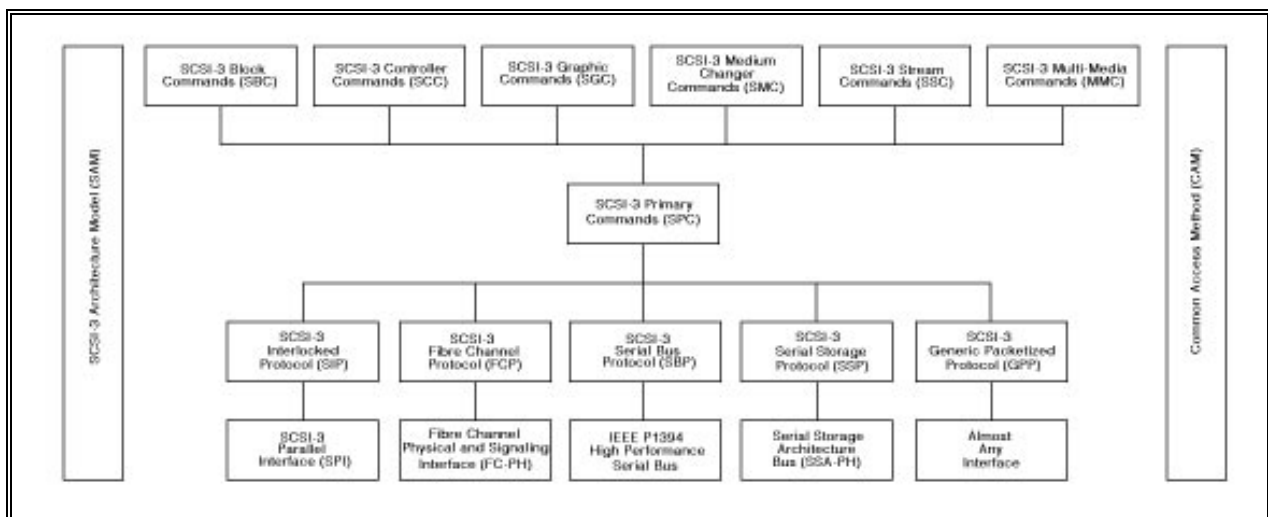 SCSI-3 Architecture Model (SAM)
SCSI-3 Block
Commands (SBC)
SCSI-3 Controller
Commands (SCC)
SCSI-3 Graphic
Commands (SGC)
SCSI-3 Medium
Changer
Commands (SMC)
SCSI-3 Stream
Commands (SSC)
SCSI-3 Multi-Media
Commands (MMC)
Common Access Method (CAM)
SCSI-3 Primary
Commands (SPC)
SCSI-3
Interlocked
Protocol (SIP)
SCSI-3
Fibre Channel
Protocol (FCP)
SCSI-3
Serial Bus
Protocol (SBP)
SCSI-3
Serial Storage
Protocol (SSP)
SCSI-3
Generic Packetized
Protocol (GPP)
SCSI-3
Parallel
Interface (SPI)
Fibre Channel
Physical and Signaling
Interface (FC-PH)
IEEE P1394
High Performance
Serial Bus
Serial Storage
Architecture
Bus (SSA-PH)
Almost
Any
Interface